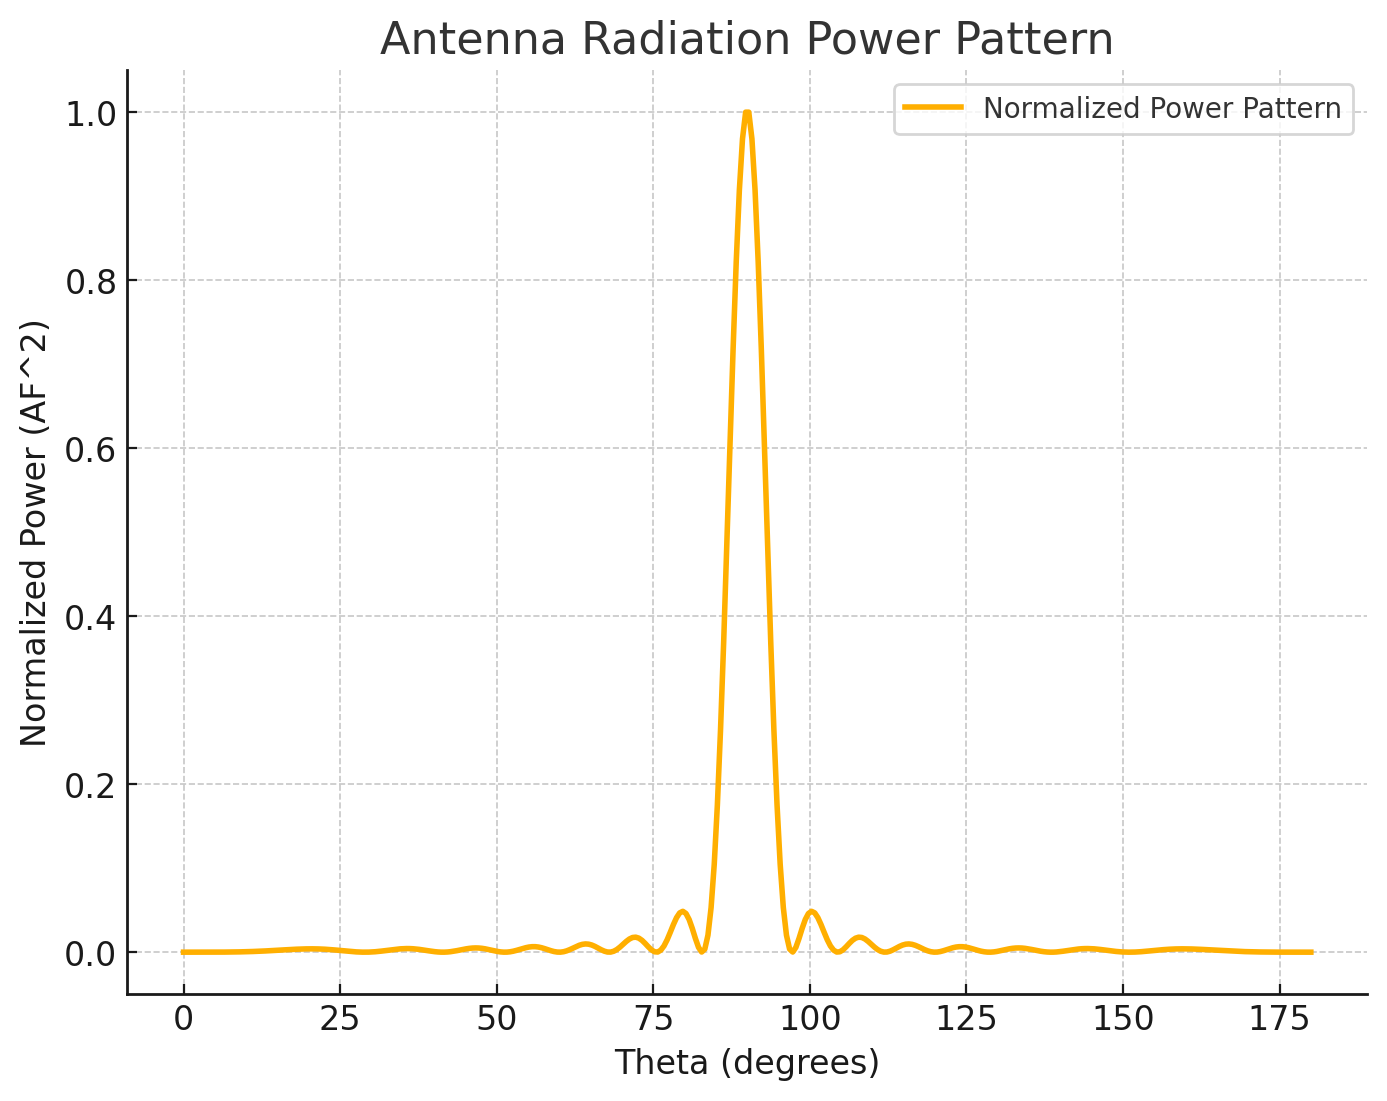 Antenna Radiation Power Pattern
Normalized Power Pattern
Normalized Power (AF^2)
1.0
0.8
0.6
0.4
0.2
0.0
0 25 50 75 100 125 150 175
Theta (degrees)